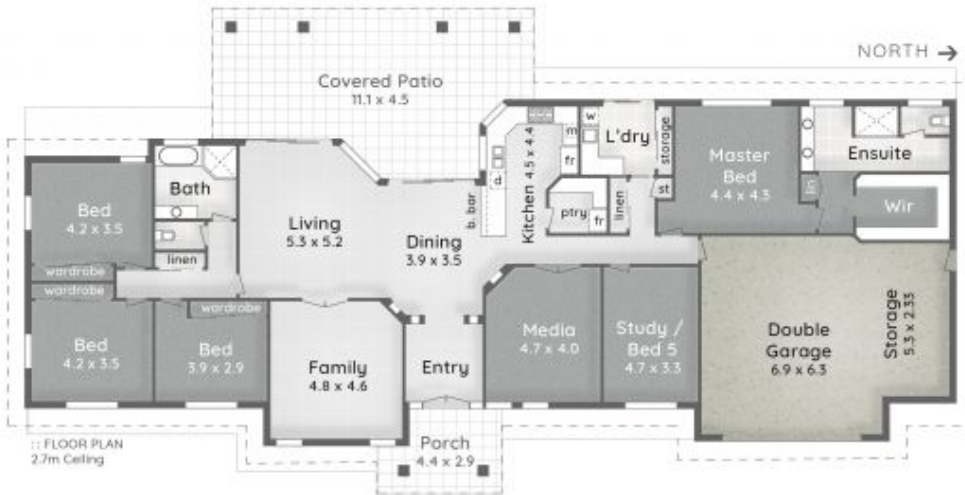 NORTH
Covered Patio
11.1 x 4.5
w
L'dry
storage
m
fr
d
Kitchen 4.5 x 4.4
b. bar
ptry
fr
linen
st
Master
Bed
4.4 x 4.3
lin
Ensuite
Wir
Bath
linen
Bed
4.2 x 3.5
wardrobe
wardrobe
Bed
4.2 x 3.5
wardrobe
Bed
3.9 x 2.9
Living
5.3 x 5.2
Dining
3.9 x 3.5
Family
4.8 x 4.6
Entry
Media
4.7 x 4.0
Study /
Bed 5
4.7 x 3.3
Double
Garage
6.9 x 6.3
Storage
5.3 x 2.33
Porch
4.4 x 2.9
:: FLOOR PLAN
2.7m Ceiling